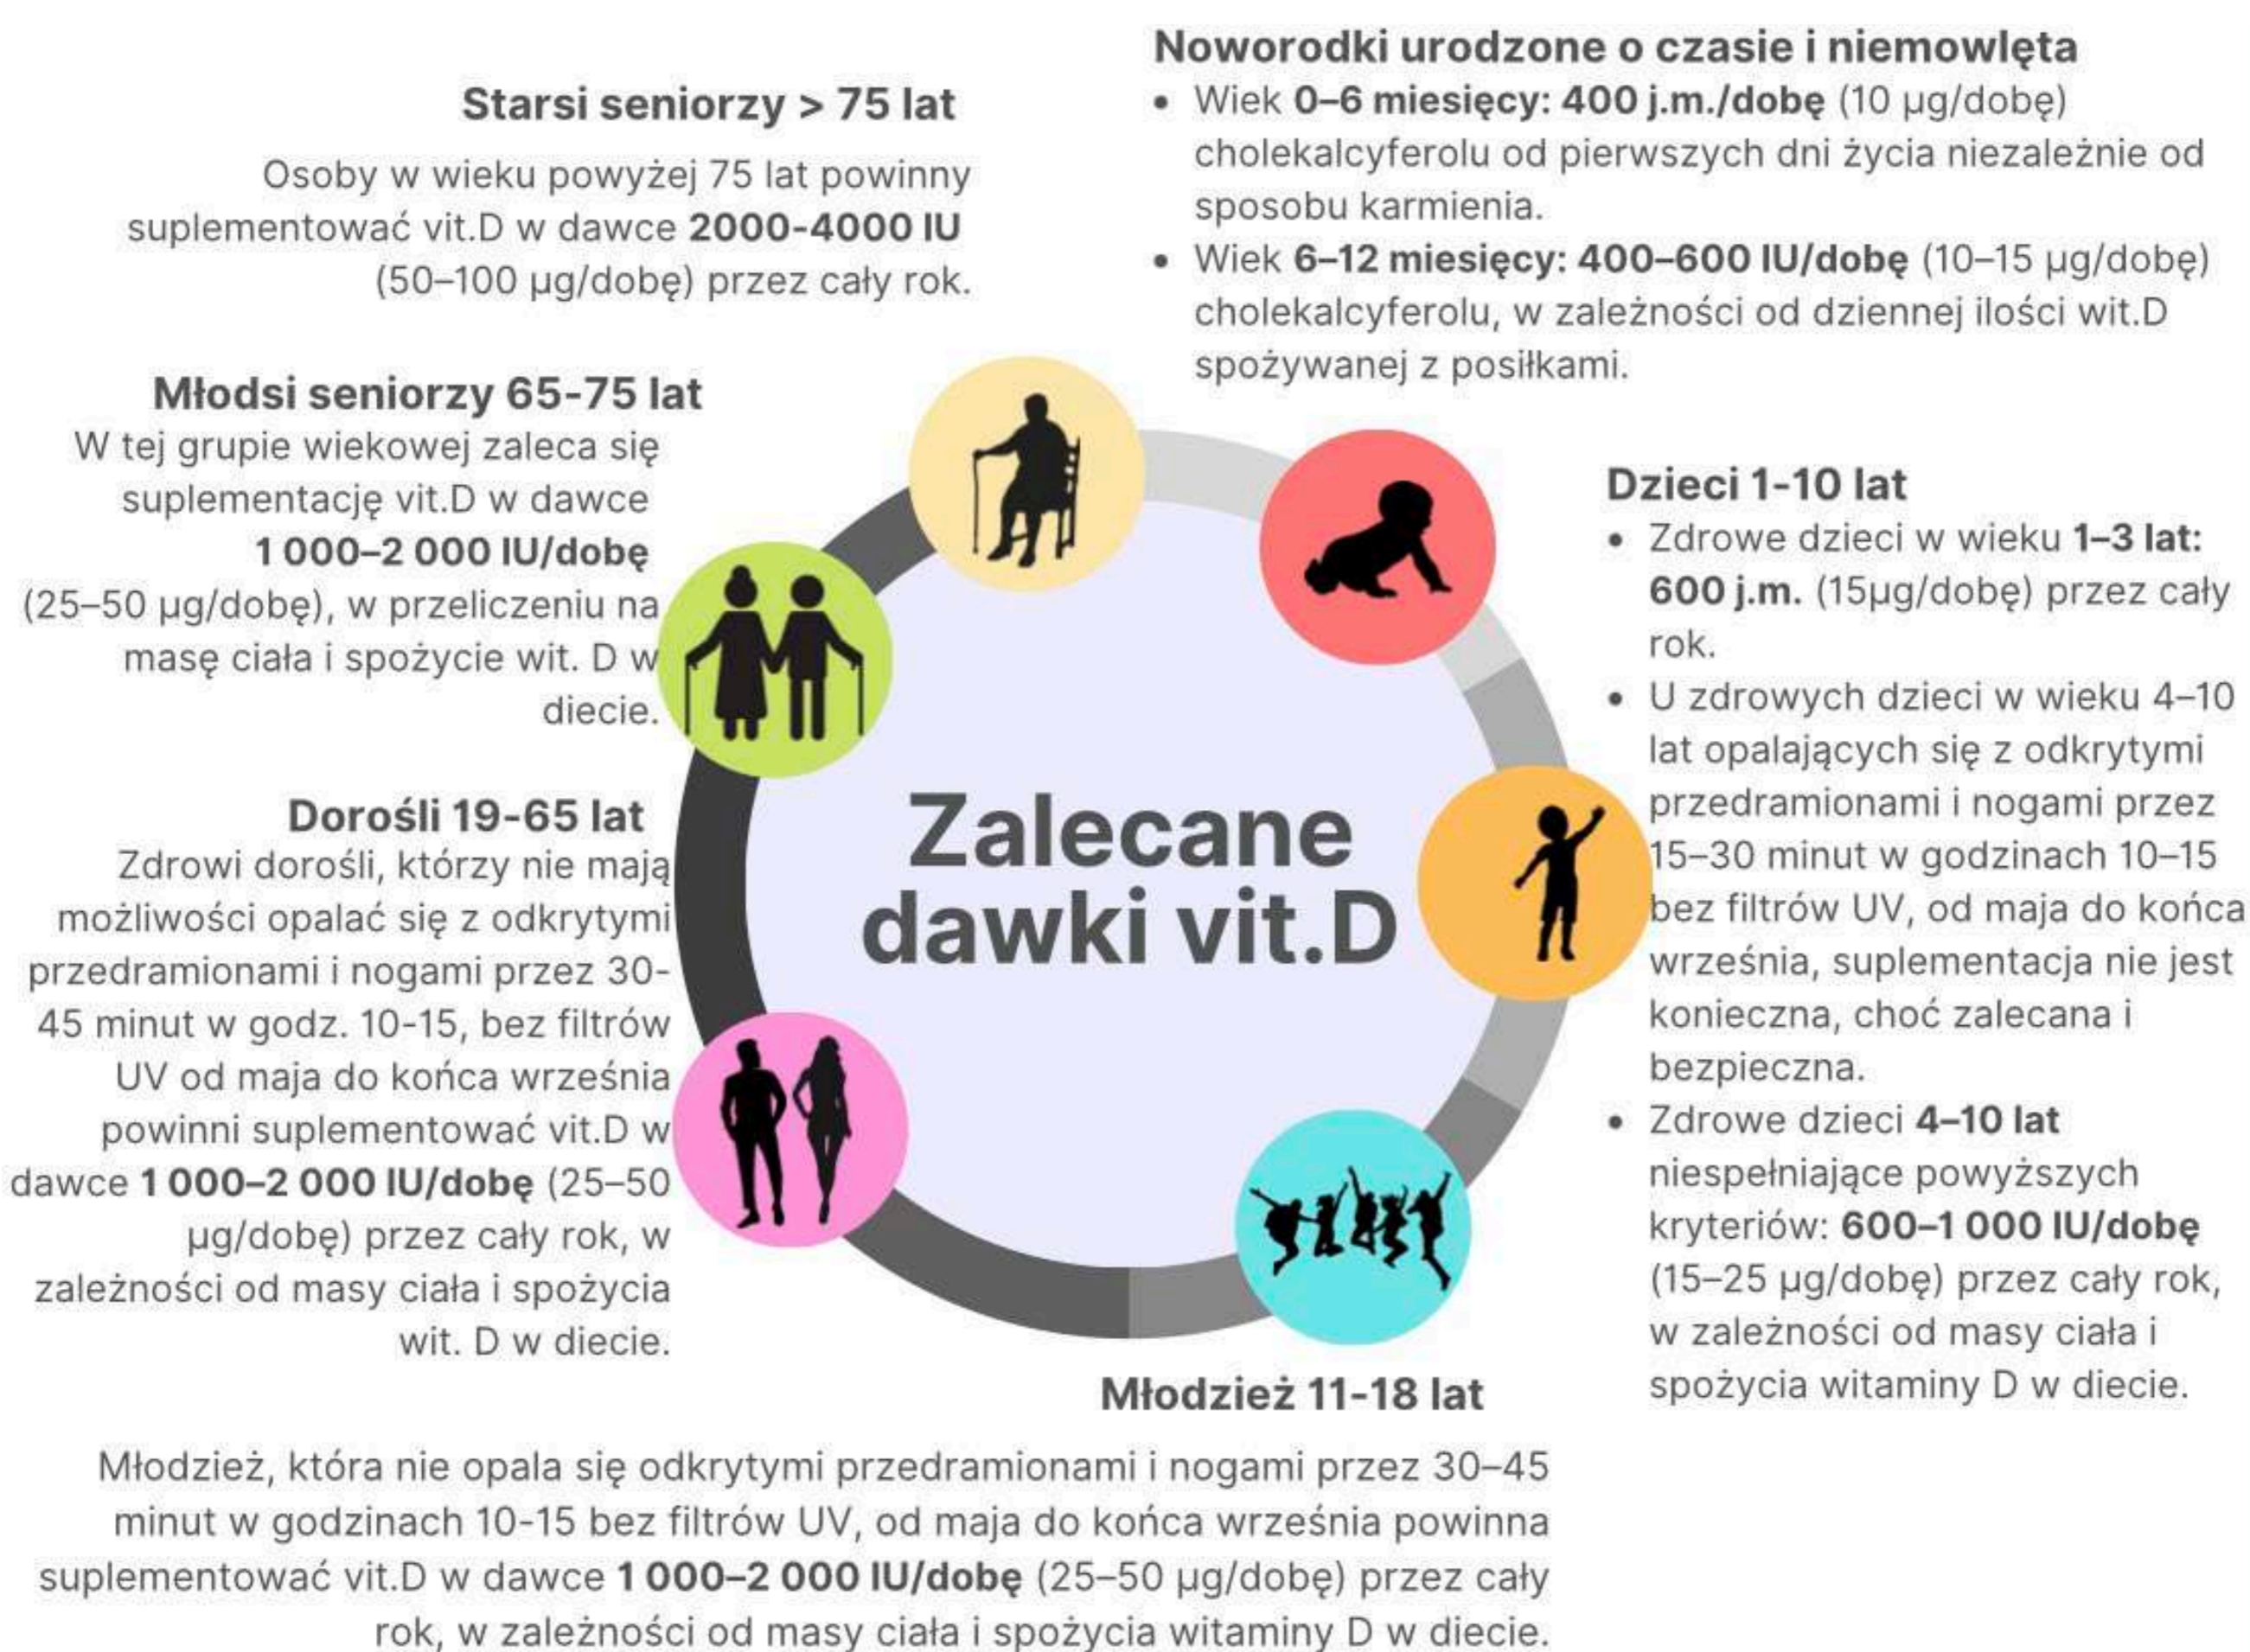 Noworodki urodzone o czasie i niemowlęta
• Wiek 0–6 miesięcy: 400 j.m./dobę (10 µg/dobę)
cholekalcyferolu od pierwszych dni życia niezależnie od
sposobu karmienia.
• Wiek 6–12 miesięcy: 400–600 IU/dobę (10–15 µg/dobę)
cholekalcyferolu, w zależności od dziennej ilości wit.D
spożywanej z posiłkami.
Dzieci 1-10 lat
• Zdrowe dzieci w wieku 1–3 lat:
600 j.m. (15µg/dobę) przez cały
rok.
• U zdrowych dzieci w wieku 4–10
lat opalających się z odkrytymi
przedramionami i nogami przez
15–30 minut w godzinach 10–15
bez filtrów UV, od maja do końca
września, suplementacja nie jest
konieczna, choć zalecana i
bezpieczna.
• Zdrowe dzieci 4–10 lat
niespełniające powyższych
kryteriów: 600–1 000 IU/dobę
(15–25 µg/dobę) przez cały rok,
w zależności od masy ciała i
spożycia witaminy D w diecie.
Młodzież 11-18 lat
Młodzież, która nie opala się odkrytymi przedramionami i nogami przez 30–45
minut w godzinach 10-15 bez filtrów UV, od maja do końca września powinna
suplementować vit.D w dawce 1 000–2 000 IU/dobę (25–50 µg/dobę) przez cały
rok, w zależności od masy ciała i spożycia witaminy D w diecie.
Dorośli 19-65 lat
Zdrowi dorośli, którzy nie mają
możliwości opalać się z odkrytymi
przedramionami i nogami przez 30-
45 minut w godz. 10-15, bez filtrów
UV od maja do końca września
powinni suplementować vit.D w
dawce 1 000–2 000 IU/dobę (25–50
µg/dobę) przez cały rok, w
zależności od masy ciała i spożycia
wit. D w diecie.
Młodsi seniorzy 65-75 lat
W tej grupie wiekowej zaleca się
suplementację vit.D w dawce
1 000–2 000 IU/dobę
(25–50 µg/dobę), w przeliczeniu na
masę ciała i spożycie wit. D w
diecie.
Starsi seniorzy > 75 lat
Osoby w wieku powyżej 75 lat powinny
suplementować vit.D w dawce 2000-4000 IU
(50–100 µg/dobę) przez cały rok.
Zalecane
dawki vit.D